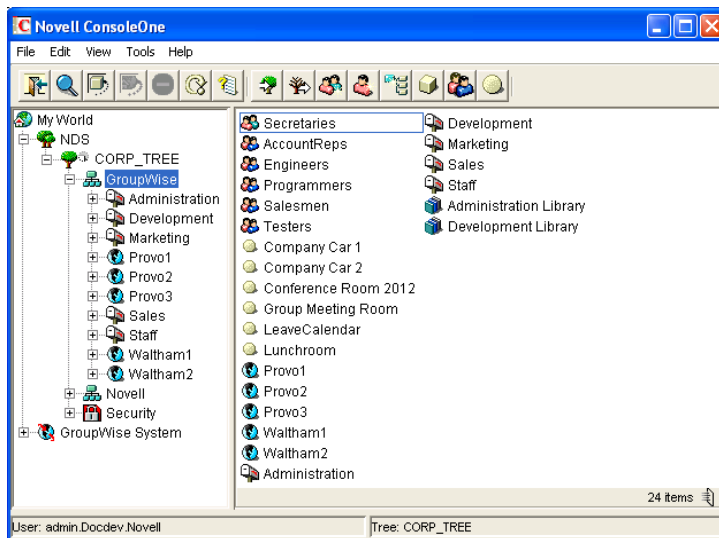 Novell ConsoleOne
File Edit View Tools Help
My World
NDS
CORP_TREE
GroupWise
Administration
Development
Marketing
Provo1
Provo2
Provo3
Sales
Staff
Waltham1
Waltham2
Novell
Security
GroupWise System
Secretaries
AccountReps
Engineers
Programmers
Salesmen
Testers
Company Car 1
Company Car 2
Conference Room 2012
Group Meeting Room
LeaveCalendar
Lunchroom
Provo1
Provo2
Provo3
Waltham1
Waltham2
Administration
Development
Marketing
Sales
Staff
Administration Library
Development Library
24 items
User: admin.Docdev.Novell
Tree: CORP_TREE